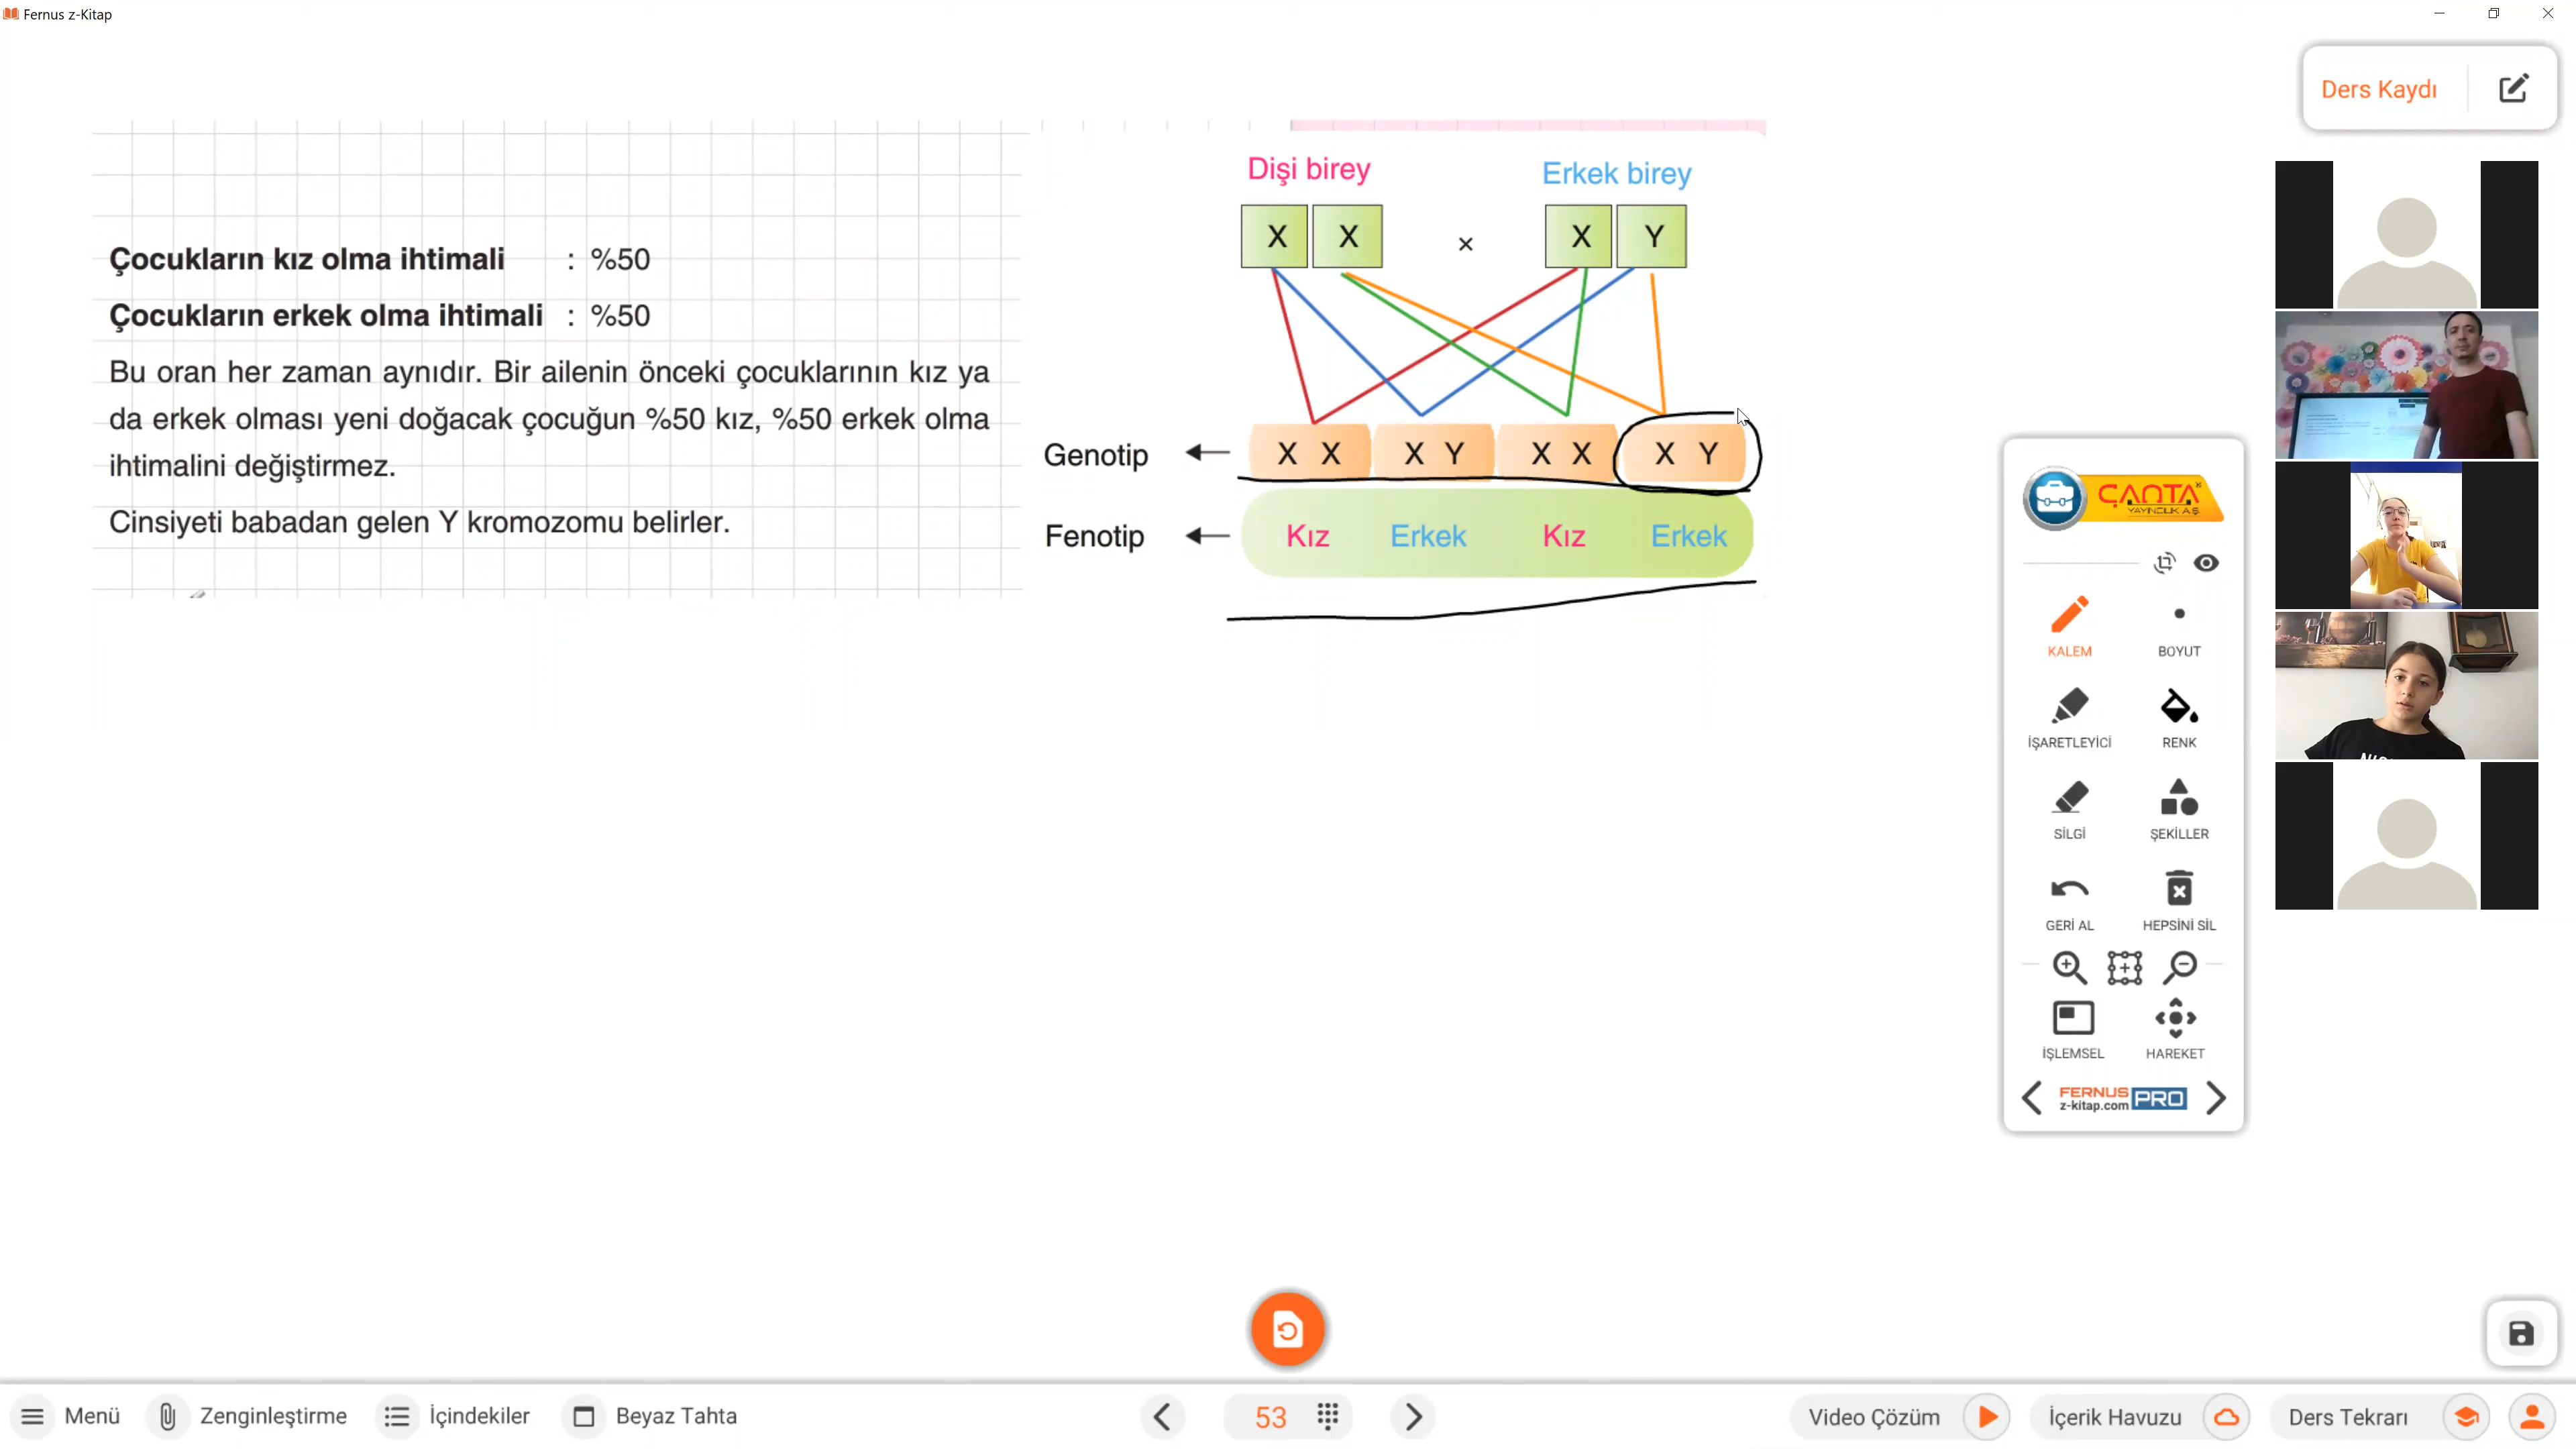 Fernus z-Kitap
Ders Kaydı
Çocukların kız olma ihtimali : %50
Çocukların erkek olma ihtimali : %50
Bu oran her zaman aynıdır. Bir ailenin önceki çocuklarının kız ya
da erkek olması yeni doğacak çocuğun %50 kız, %50 erkek olma
ihtimalini değiştirmez.
Cinsiyeti babadan gelen Y kromozomu belirler.
Dişi birey Erkek birey
X X × X Y
Genotip X X X Y X X X Y
Fenotip Kız Erkek Kız Erkek
ÇANTA
YAYINCILIK A.Ş.
KALEM BOYUT
İŞARETLEYİCİ RENK
SİLGİ ŞEKİLLER
GERİ AL HEPSİNİ SİL
İŞLEMSEL HAREKET
FERNUS
z-kitap.com PRO
Menü Zenginleştirme İçindekiler Beyaz Tahta 53 Video Çözüm İçerik Havuzu Ders Tekrarı